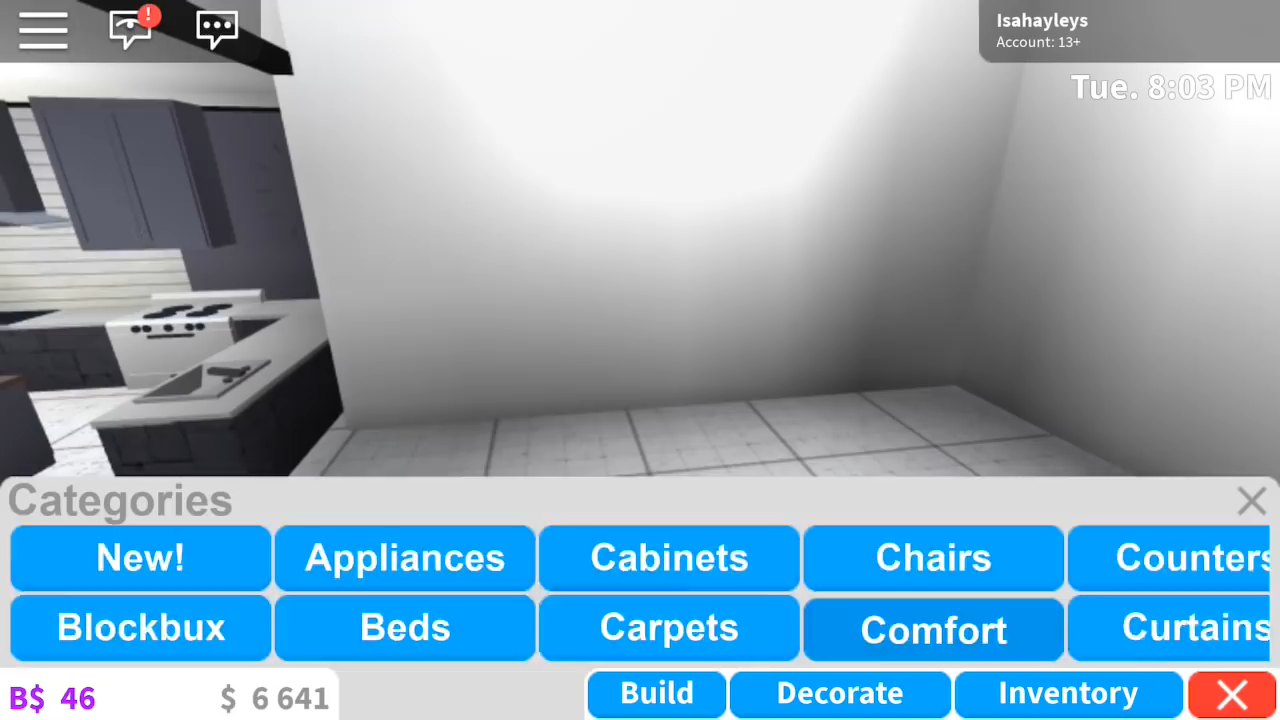 !
Isahayleys
Account: 13+
Tue. 8:03 PM
Categories
New! Appliances Cabinets Chairs Counters
Blockbux Beds Carpets Comfort Curtains
B$ 46 $ 6 641 Build Decorate Inventory